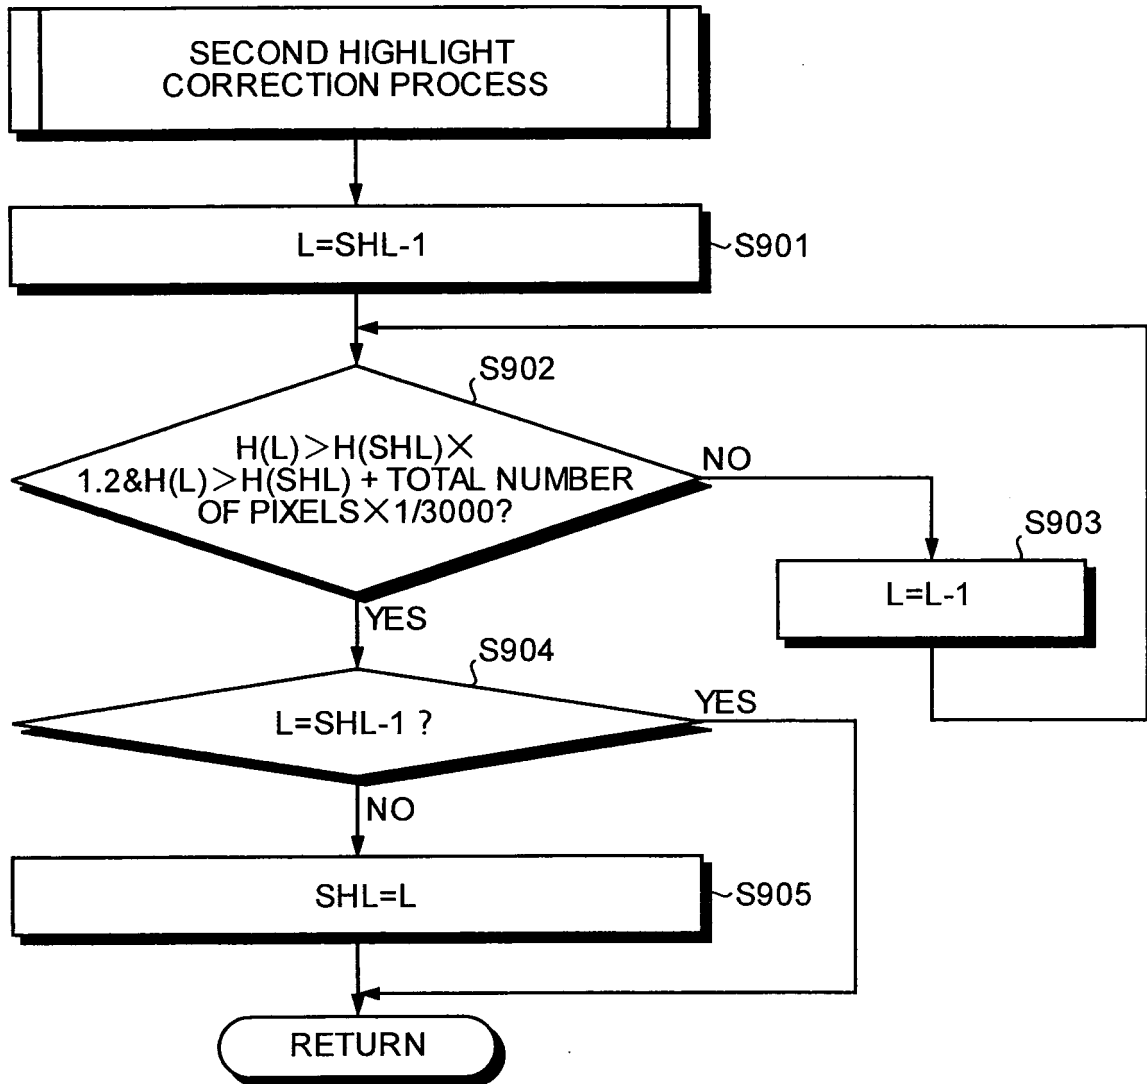 SECOND HIGHLIGHT
CORRECTION PROCESS
L=SHL-1
S901
S902
H(L)>H(SHL)×
1.2&H(L)>H(SHL) + TOTAL NUMBER
OF PIXELS×1/3000?
NO
S903
L=L-1
YES
S904
L=SHL-1 ?
YES
NO
SHL=L
S905
RETURN